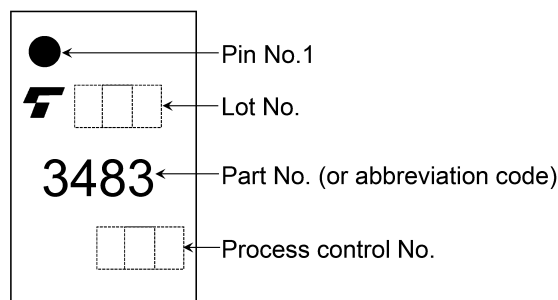 Pin No.1
Lot No.
3483 Part No. (or abbreviation code)
Process control No.